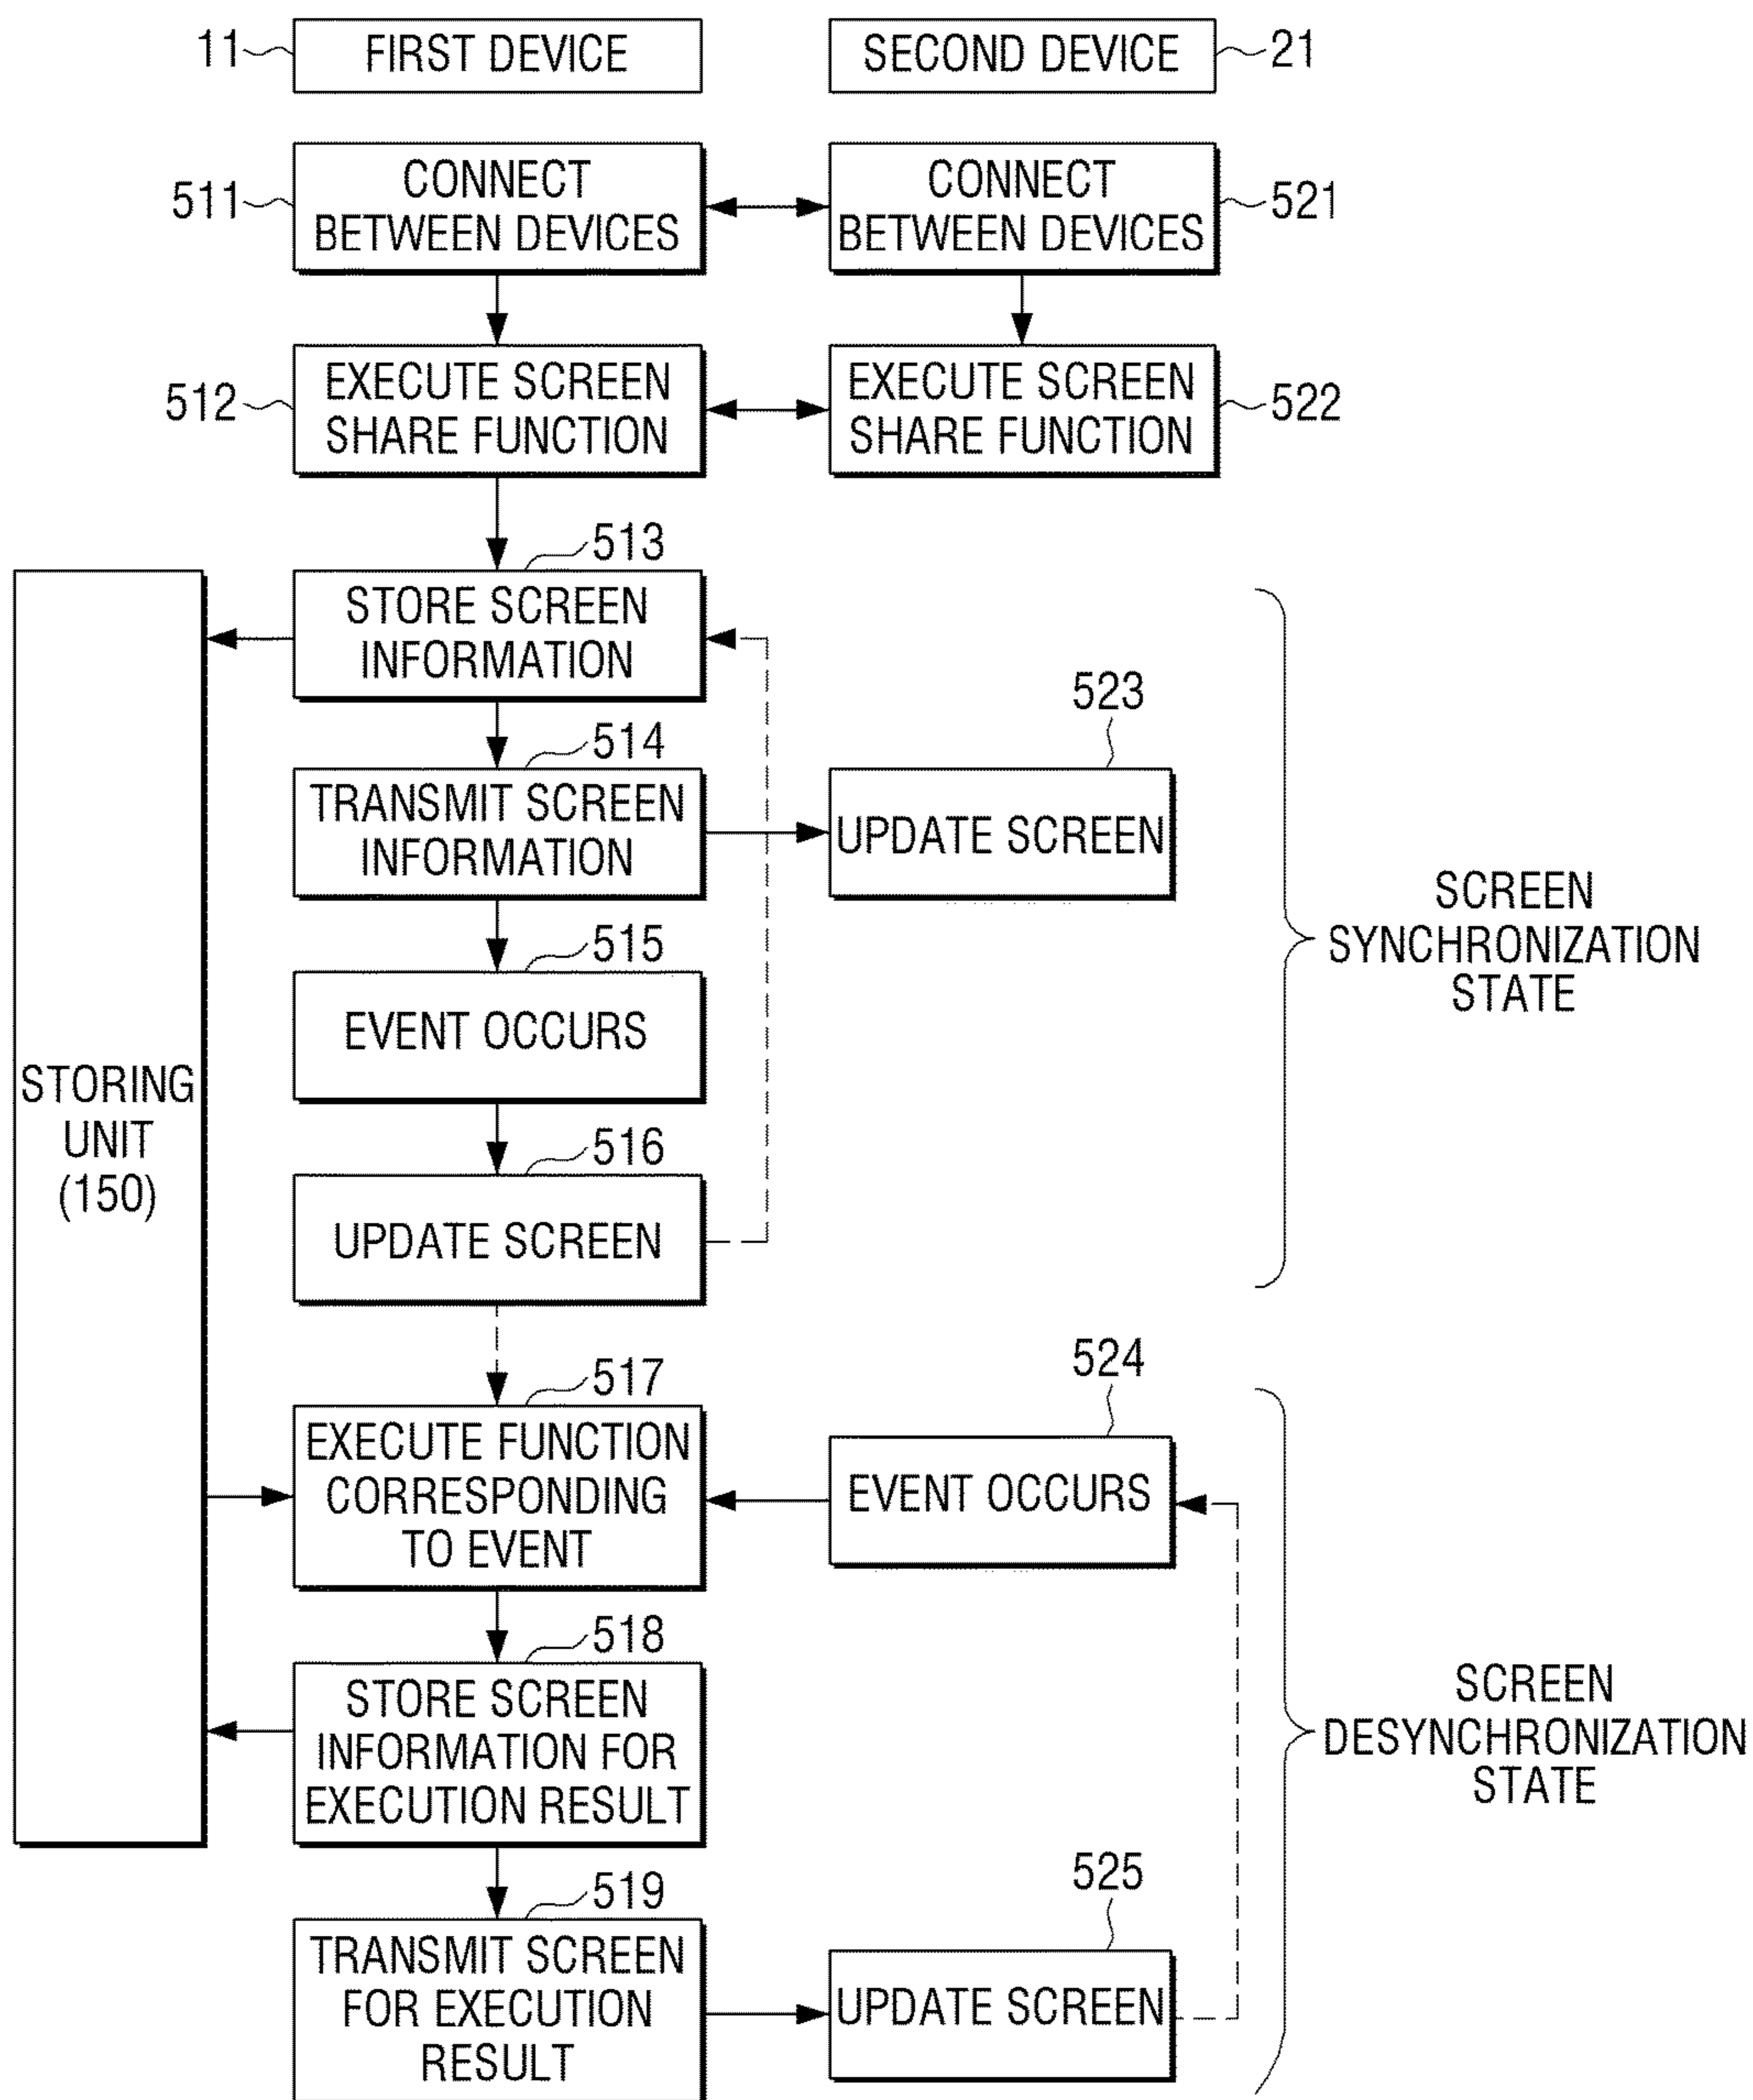 11
FIRST DEVICE
SECOND DEVICE
21
511
CONNECT
BETWEEN DEVICES
CONNECT
BETWEEN DEVICES
521
512
EXECUTE SCREEN
SHARE FUNCTION
EXECUTE SCREEN
SHARE FUNCTION
522
513
STORE SCREEN
INFORMATION
514
TRANSMIT SCREEN
INFORMATION
523
UPDATE SCREEN
515
EVENT OCCURS
516
UPDATE SCREEN
SCREEN
SYNCHRONIZATION
STATE
STORING
UNIT
(150)
517
EXECUTE FUNCTION
CORRESPONDING
TO EVENT
524
EVENT OCCURS
518
STORE SCREEN
INFORMATION FOR
EXECUTION RESULT
519
TRANSMIT SCREEN
FOR EXECUTION
RESULT
525
UPDATE SCREEN
SCREEN
DESYNCHRONIZATION
STATE